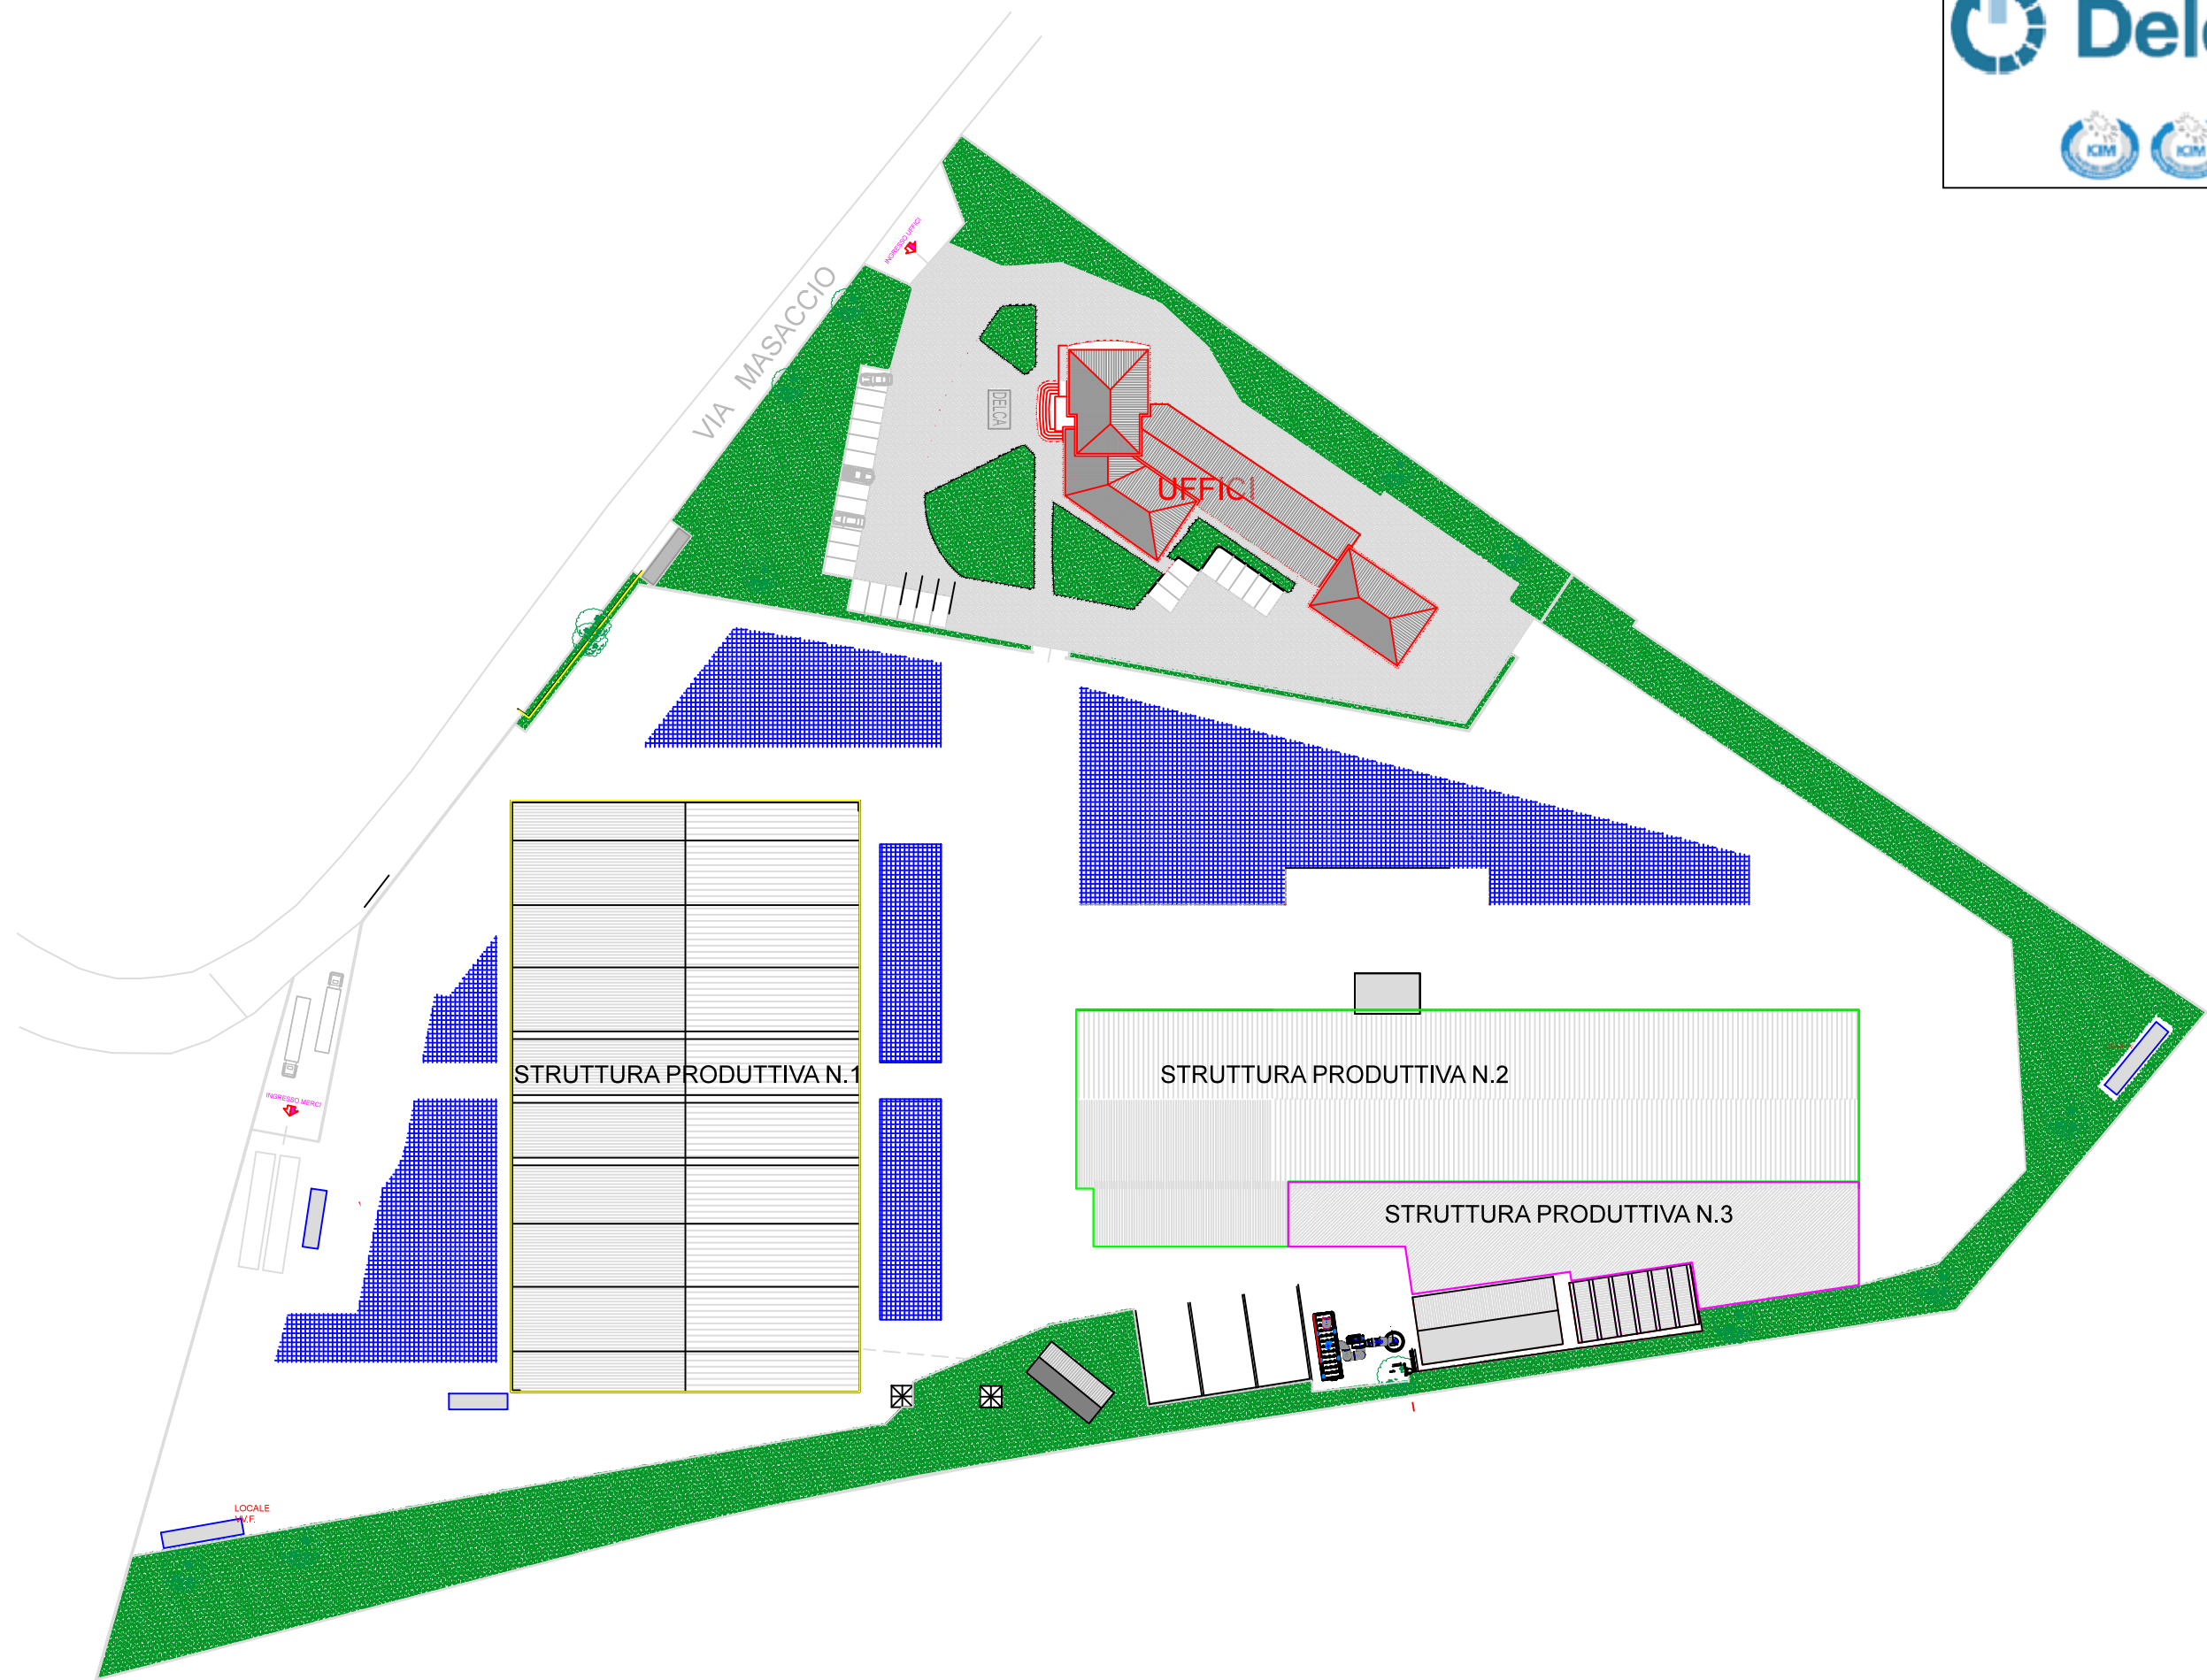 ICIM
ICIM
INGRESSO UFFICI
VIA MASACCIO
DELCA
UFFICI
STRUTTURA PRODUTTIVA N.1
STRUTTURA PRODUTTIVA N.2
INGRESSO MERCI
STRUTTURA PRODUTTIVA N.3
LOCALE
VV.F.